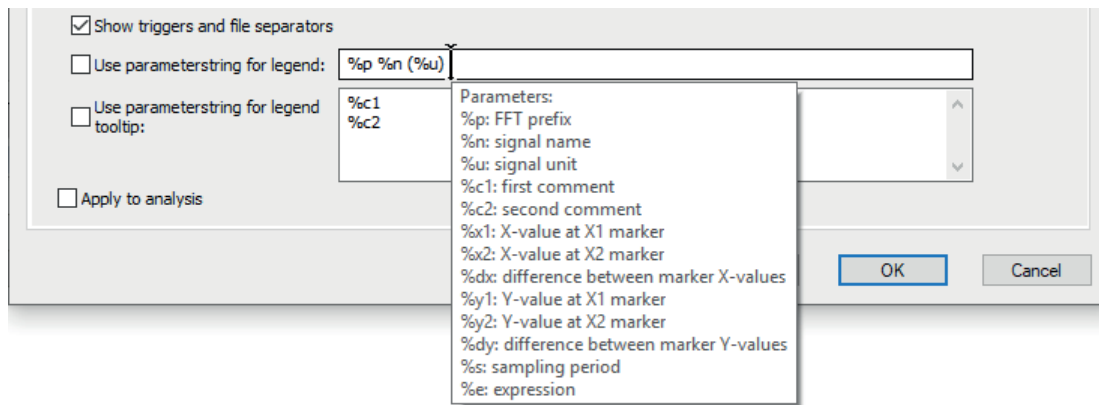 Show triggers and file separators
Use parameterstring for legend: %p %n (%u)
Use parameterstring for legend
tooltip:
%c1
%c2
Parameters:
%p: FFT prefix
%n: signal name
%u: signal unit
%c1: first comment
%c2: second comment
%x1: X-value at X1 marker
%x2: X-value at X2 marker
%dx: difference between marker X-values
%y1: Y-value at X1 marker
%y2: Y-value at X2 marker
%dy: difference between marker Y-values
%s: sampling period
%e: expression
Apply to analysis
OK Cancel